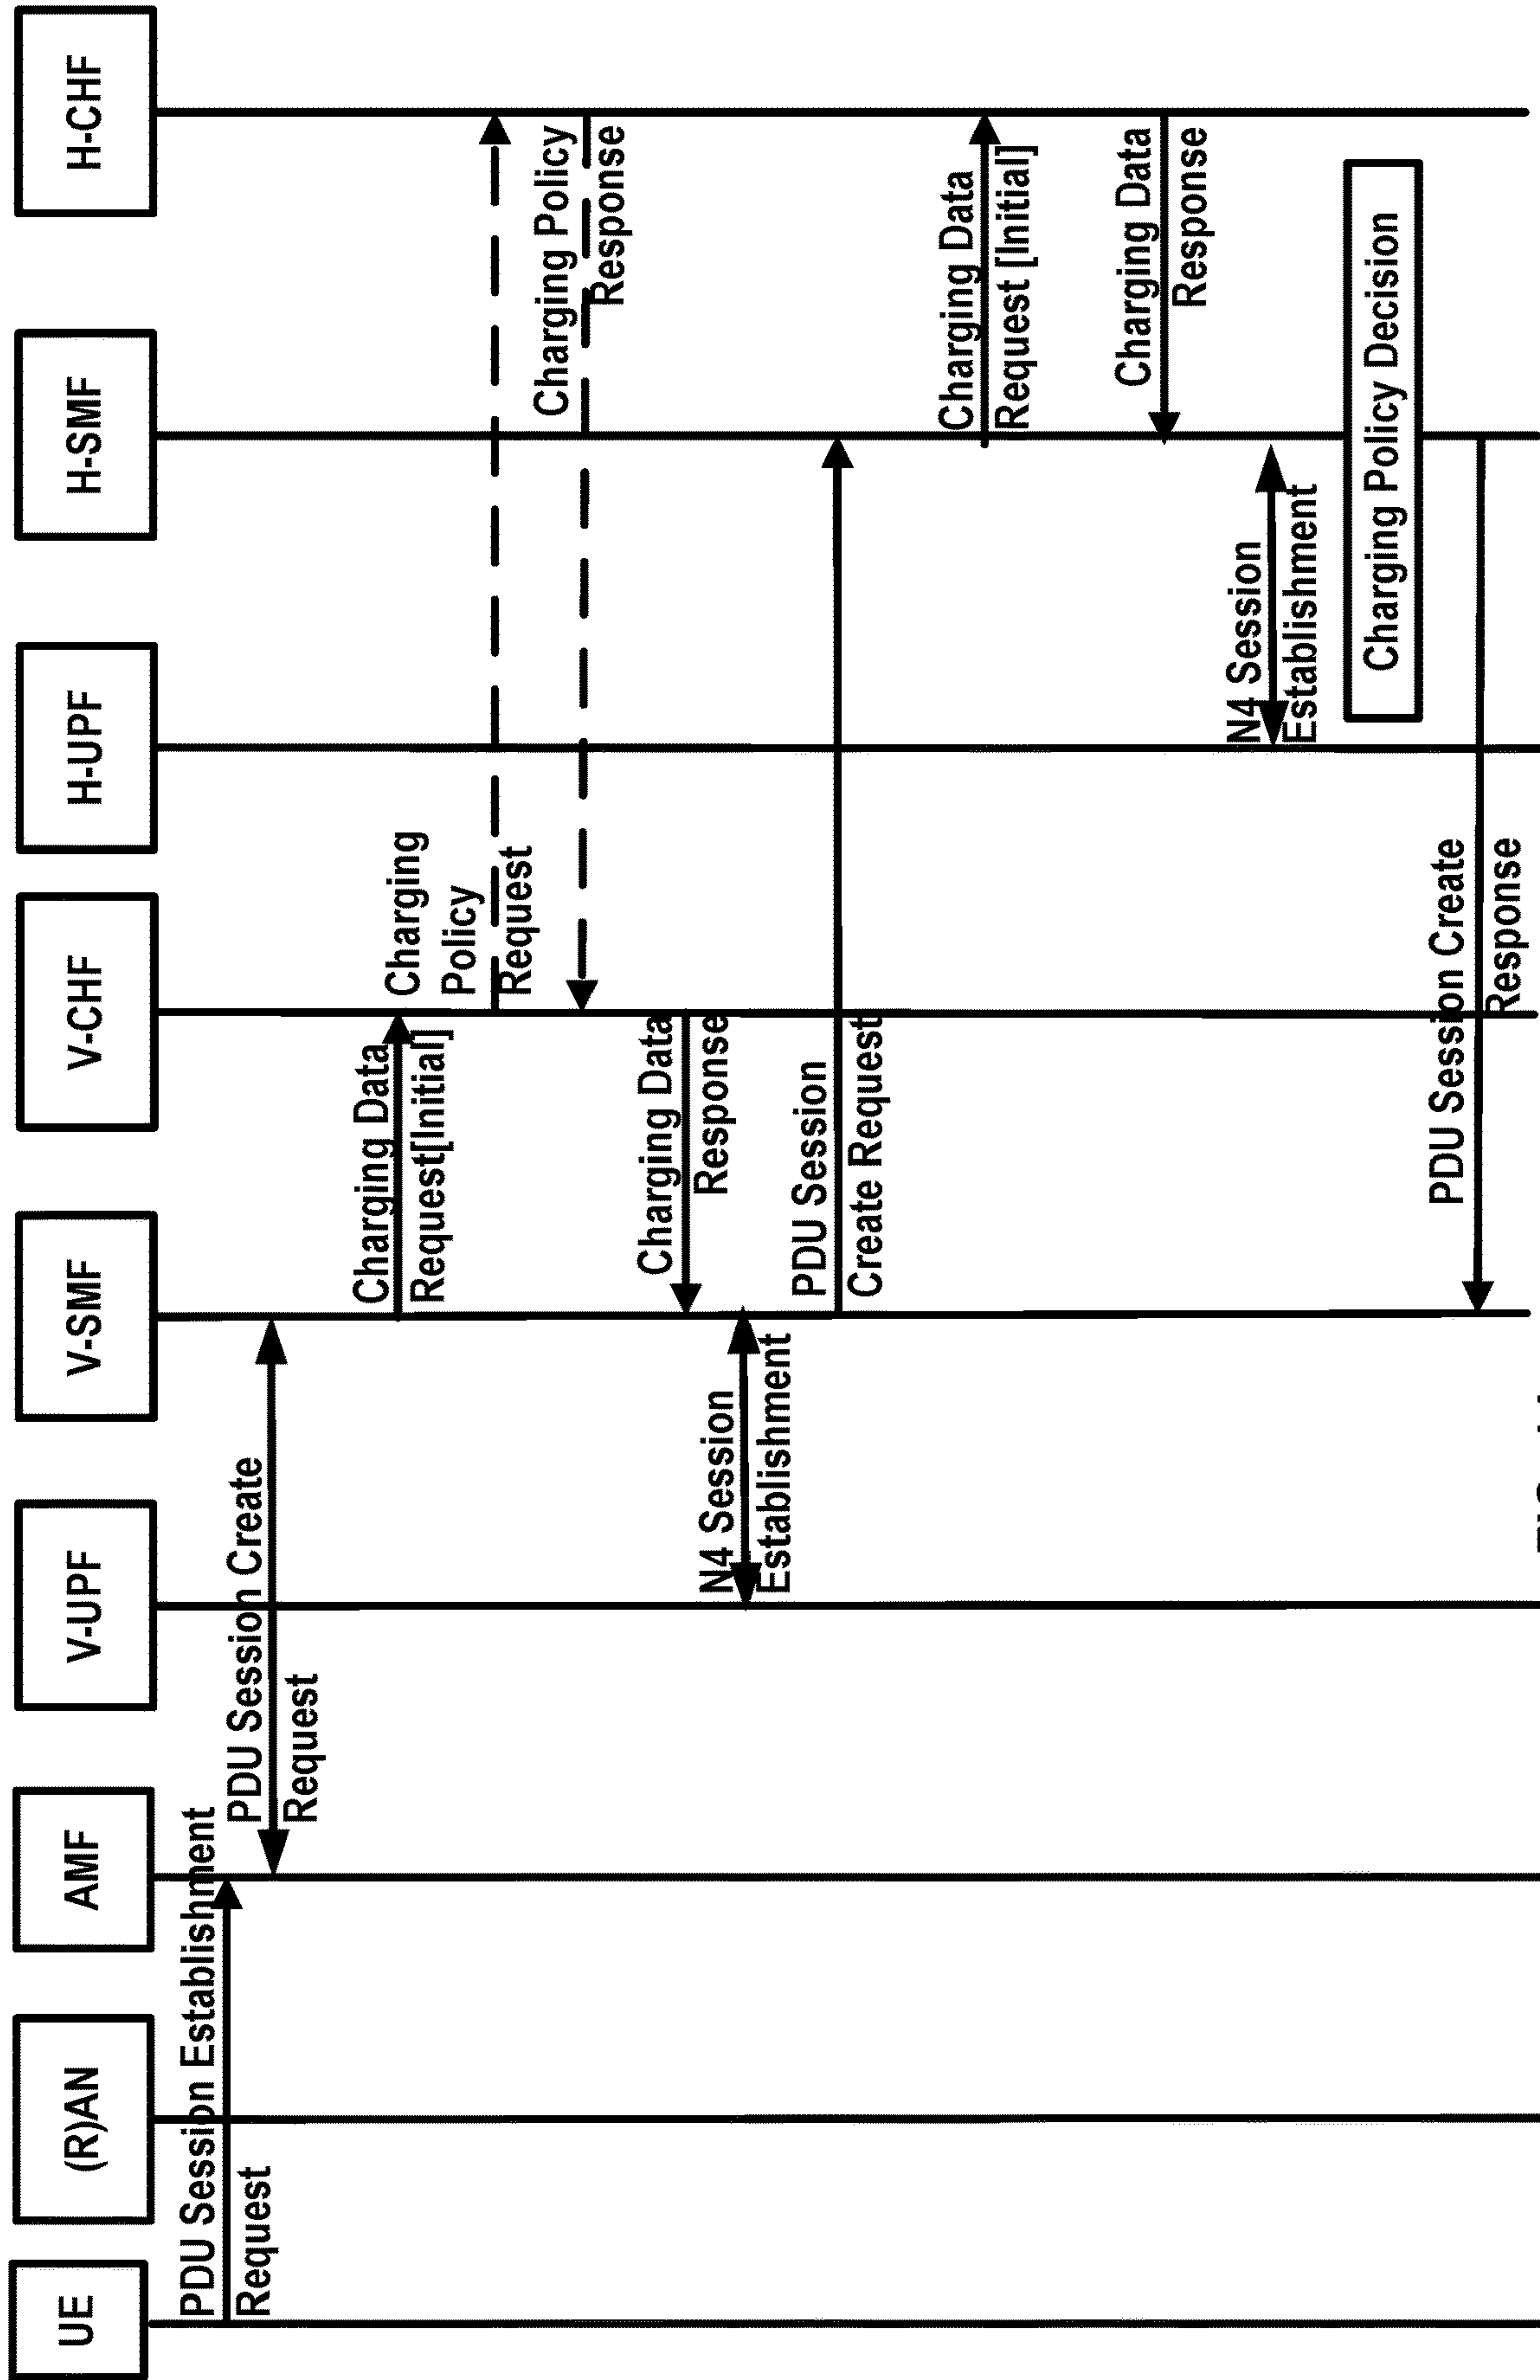 UE
(R)AN
AMF
V-UPF
V-SMF
V-CHF
H-UPF
H-SMF
H-CHF
PDU Session Establishment
Request
PDU Session Create
Request
Charging Data
Request[Initial]
Charging
Policy
Request
Charging Policy
Response
Charging Data
Response
N4 Session
Establishment
PDU Session
Create Request
Charging Data
Request [Initial]
Charging Data
Response
N4 Session
Establishment
Charging Policy Decision
PDU Session Create
Response